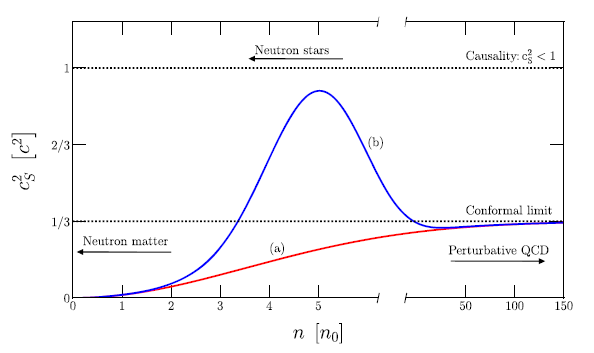 Neutron stars
Causality: c_S^2 < 1
1
(b)
2/3
c_S^2 [c^2]
Conformal limit
1/3
Neutron matter
(a)
Perturbative QCD
0
0 1 2 3 4 5 50 100 150
n [n_0]